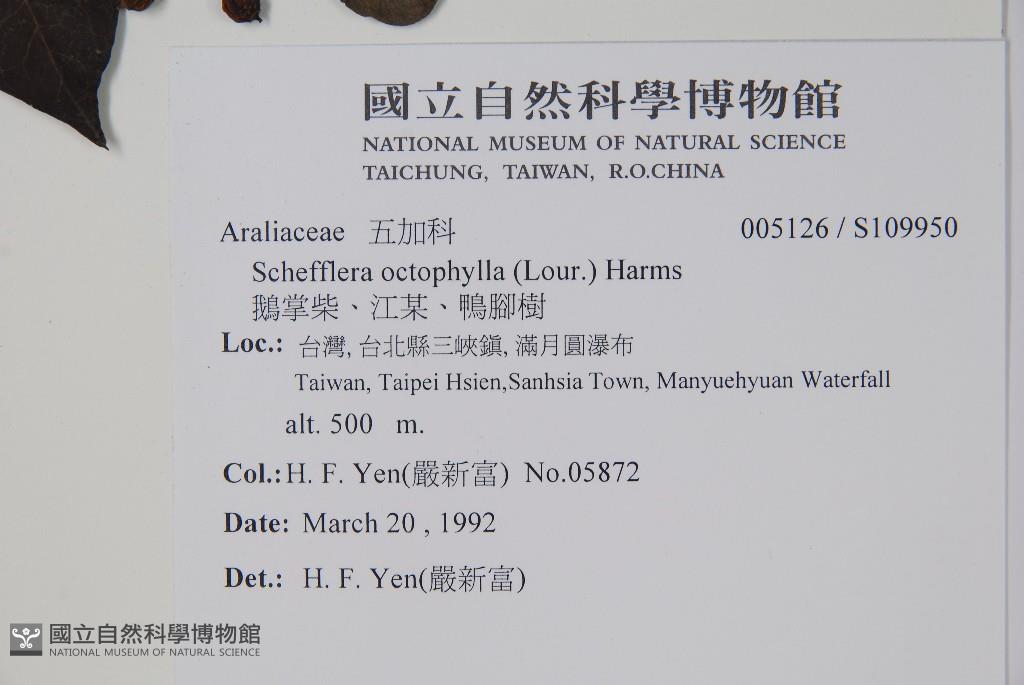 國立自然科學博物館
NATIONAL MUSEUM OF NATURAL SCIENCE
TAICHUNG, TAIWAN, R.O.CHINA
Araliaceae 五加科 005126 / S109950
Schefflera octophylla (Lour.) Harms
鵝掌柴、江某、鴨腳樹
Loc.: 台灣, 台北縣三峽鎮, 滿月圓瀑布
Taiwan, Taipei Hsien,Sanhsia Town, Manyuehyuan Waterfall
alt. 500 m.
Col.: H. F. Yen(嚴新富) No.05872
Date: March 20 , 1992
Det.: H. F. Yen(嚴新富)
國立自然科學博物館
NATIONAL MUSEUM OF NATURAL SCIENCE